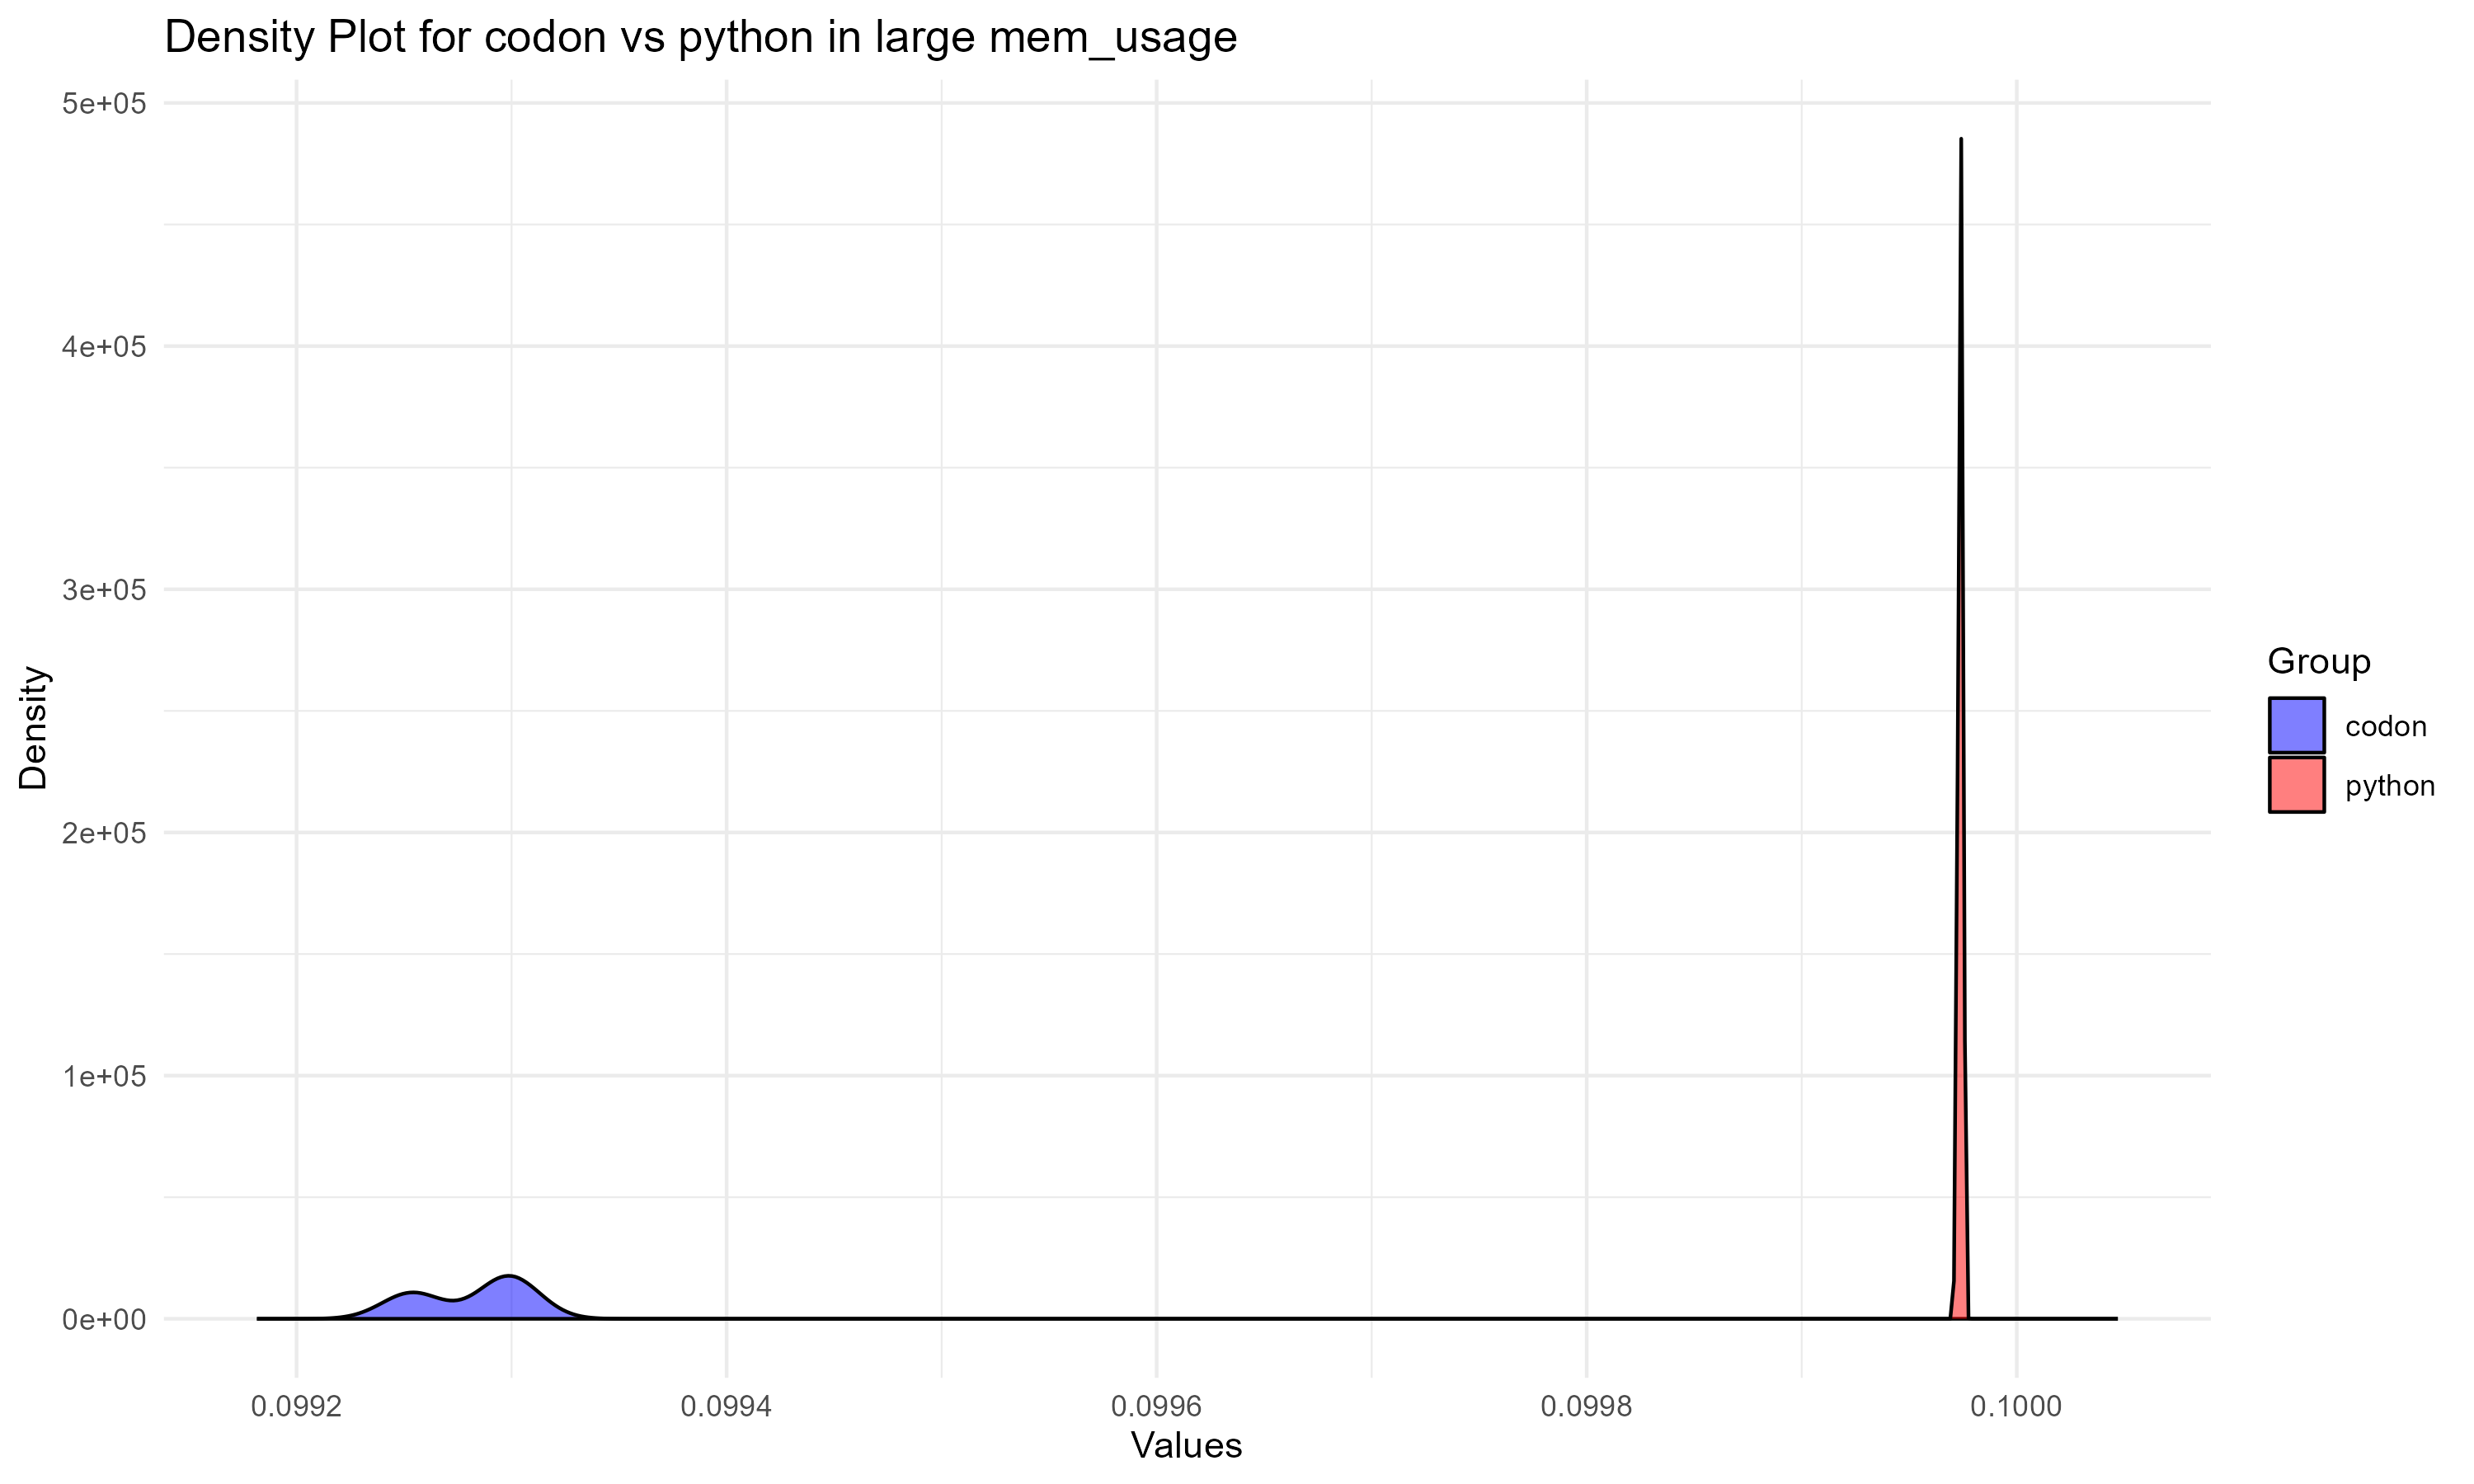 Density Plot for codon vs python in large mem_usage
5e+05
4e+05
3e+05
2e+05
1e+05
0e+00
Density
0.0992
0.0994
0.0996
0.0998
0.1000
Values
Group
codon
python